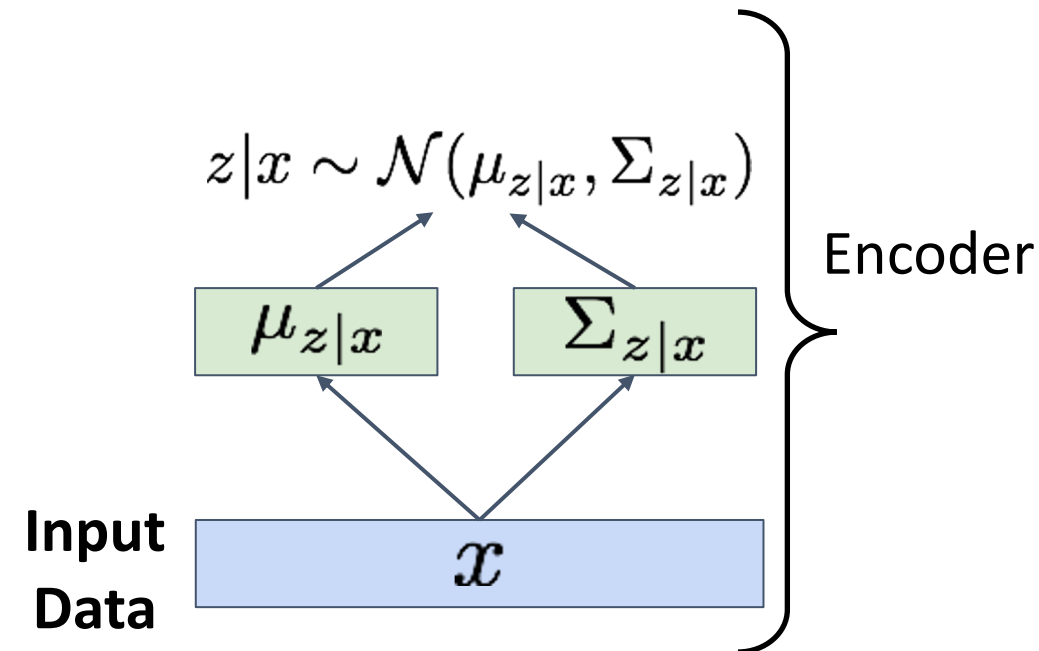 z|x ∼ 𝒩(μ_{z|x}, Σ_{z|x})
Encoder
μ_{z|x}
Σ_{z|x}
Input
Data
x